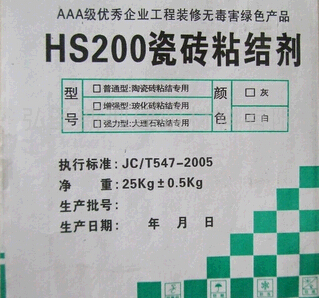 AAA级优秀企业工程装修无毒害绿色产品
HS200瓷砖粘结剂
型号
□普通型:陶瓷砖粘结专用
□增强型:玻化砖粘结专用
□强力型:大理石粘结专用
颜色
□灰
□白
执行标准: JC/T547-2005
净 重: 25Kg±0.5Kg
生产批号:
生产日期: 年 月 日